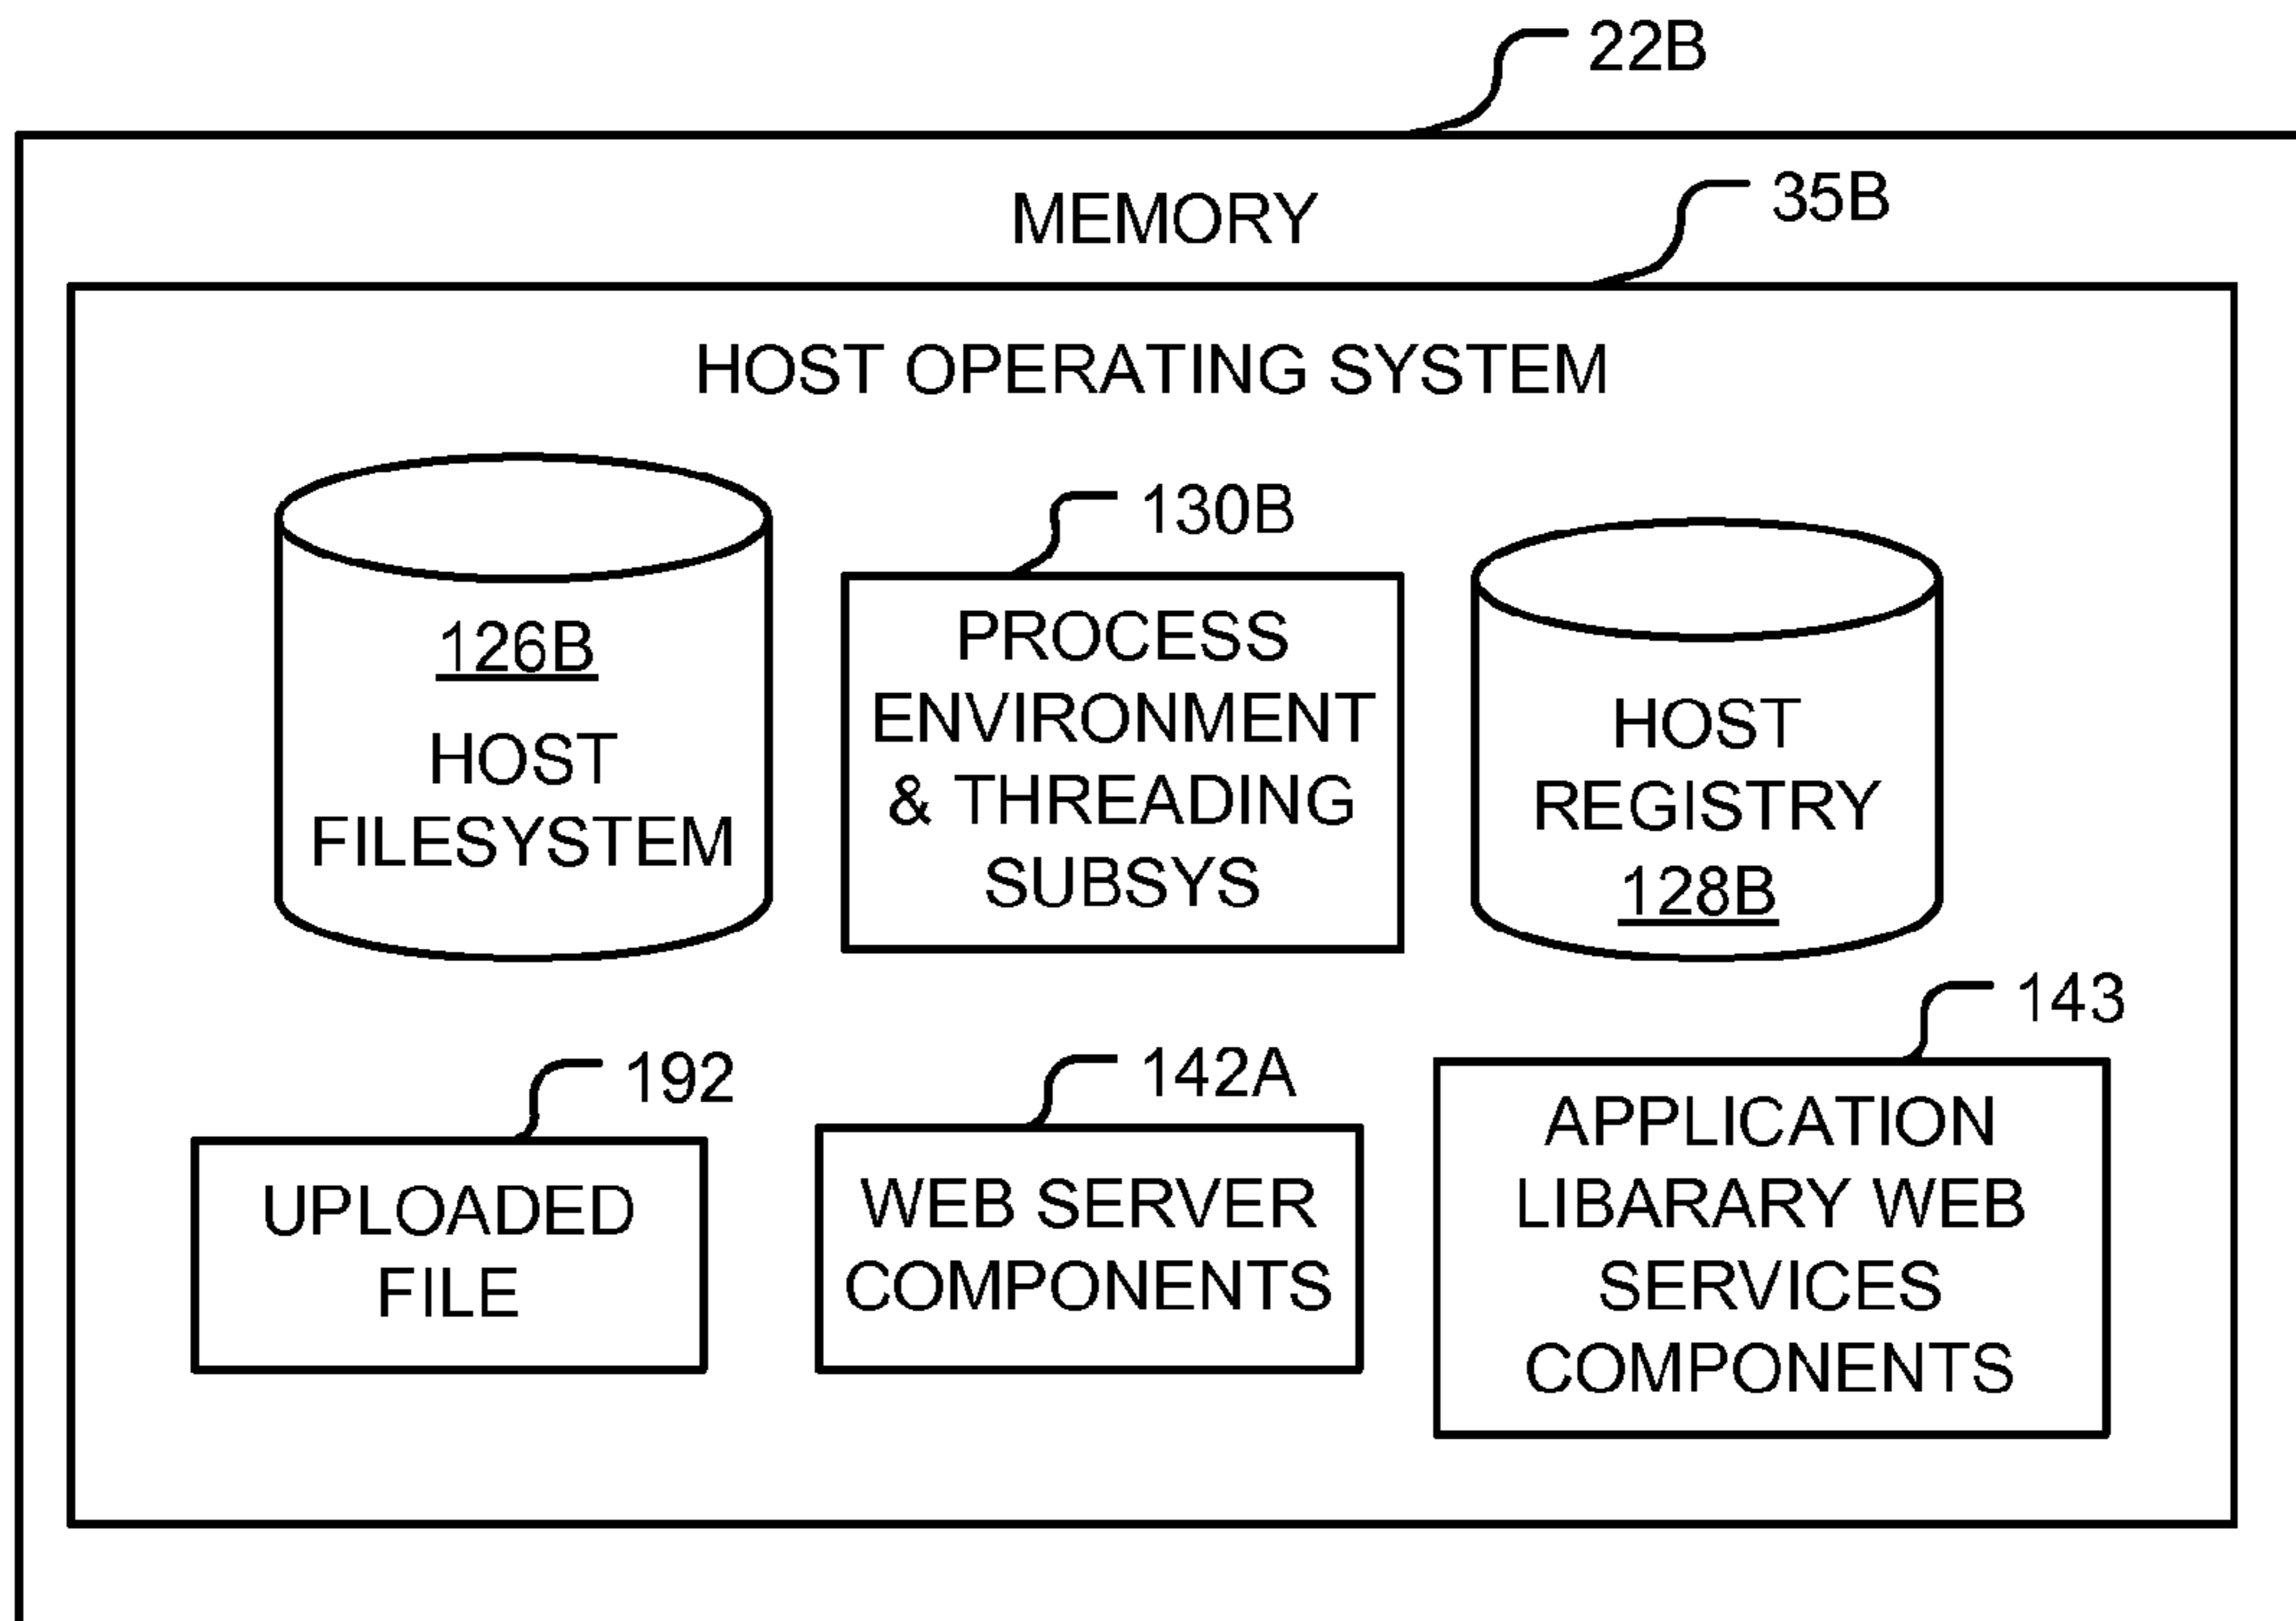 22B
MEMORY
35B
HOST OPERATING SYSTEM
126B
HOST
FILESYSTEM
130B
PROCESS
ENVIRONMENT
& THREADING
SUBSYS
HOST
REGISTRY
128B
192
UPLOADED
FILE
142A
WEB SERVER
COMPONENTS
143
APPLICATION
LIBARARY WEB
SERVICES
COMPONENTS